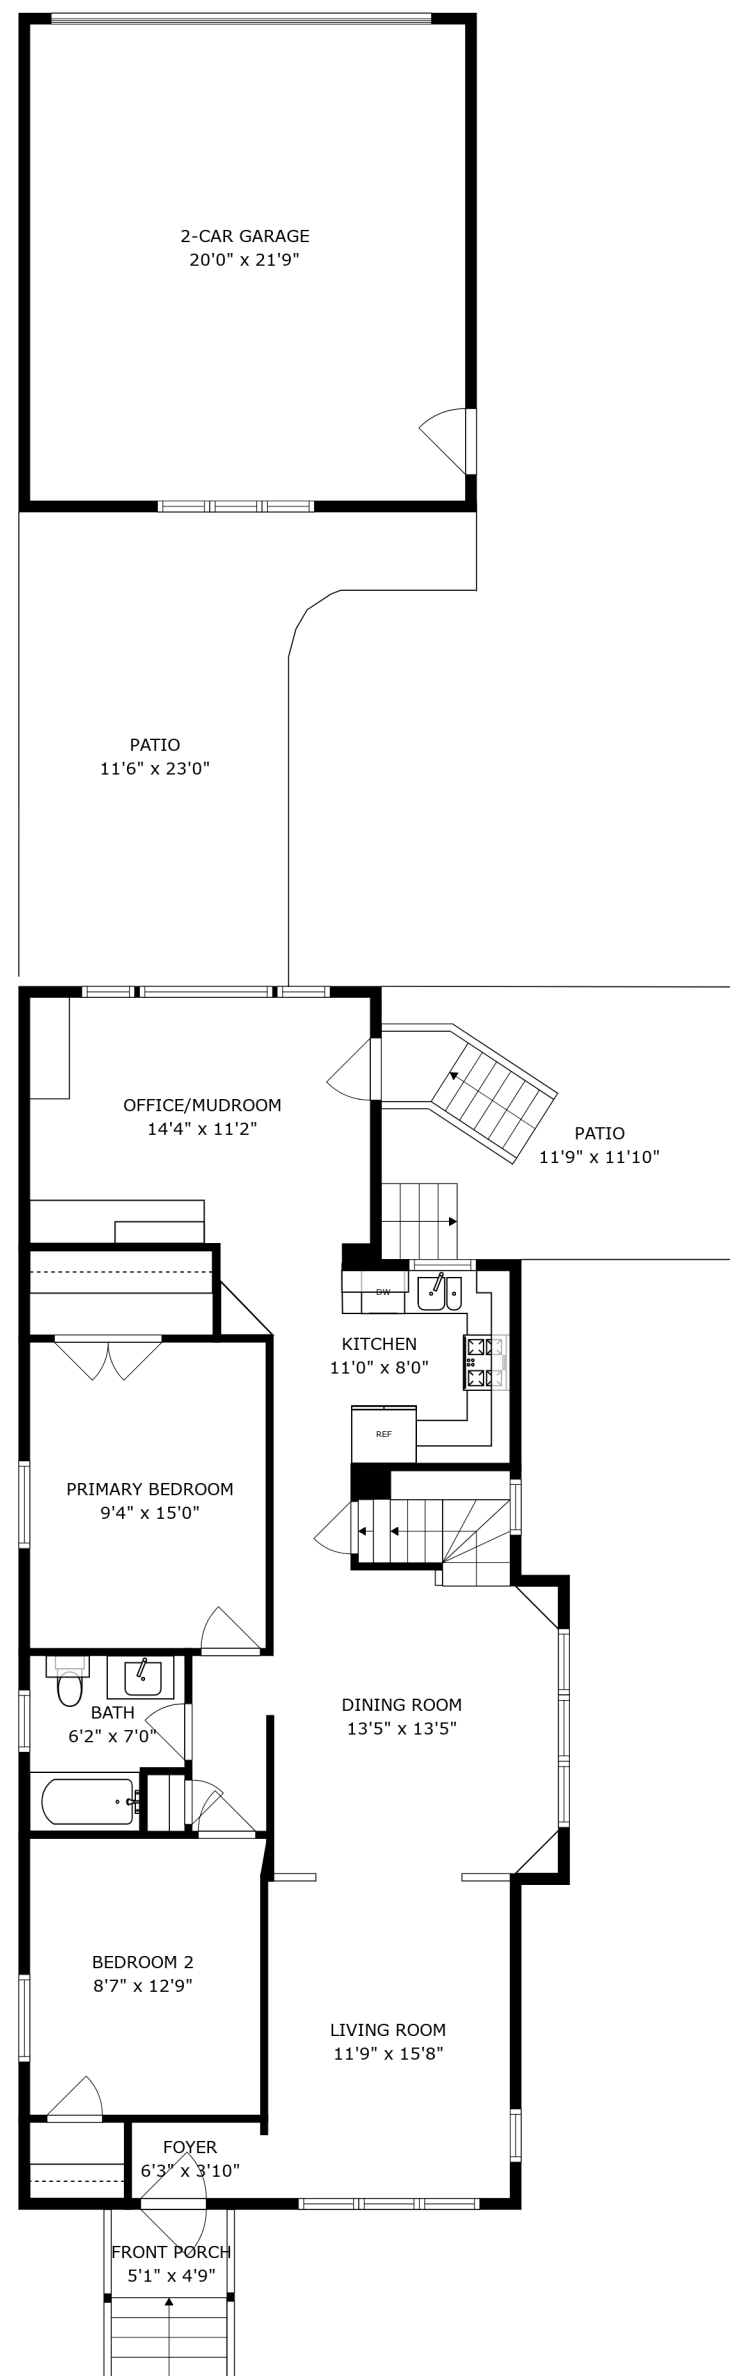 2-CAR GARAGE
20'0" x 21'9"
PATIO
11'6" x 23'0"
OFFICE/MUDROOM
14'4" x 11'2"
PATIO
11'9" x 11'10"
DW
KITCHEN
11'0" x 8'0"
REF
PRIMARY BEDROOM
9'4" x 15'0"
DINING ROOM
13'5" x 13'5"
BATH
6'2" x 7'0"
BEDROOM 2
8'7" x 12'9"
LIVING ROOM
11'9" x 15'8"
FOYER
6'3" x 3'10"
FRONT PORCH
5'1" x 4'9"